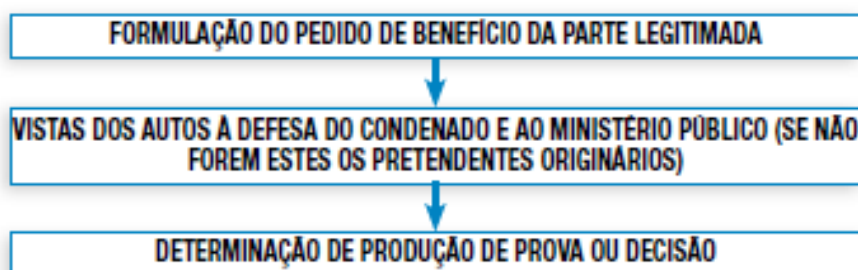 FORMULAÇÃO DO PEDIDO DE BENEFÍCIO DA PARTE LEGITIMADA
VISTAS DOS AUTOS À DEFESA DO CONDENADO E AO MINISTÉRIO PÚBLICO (SE NÃO
FOREM ESTES OS PRETENDENTES ORIGINÁRIOS)
DETERMINAÇÃO DE PRODUÇÃO DE PROVA OU DECISÃO